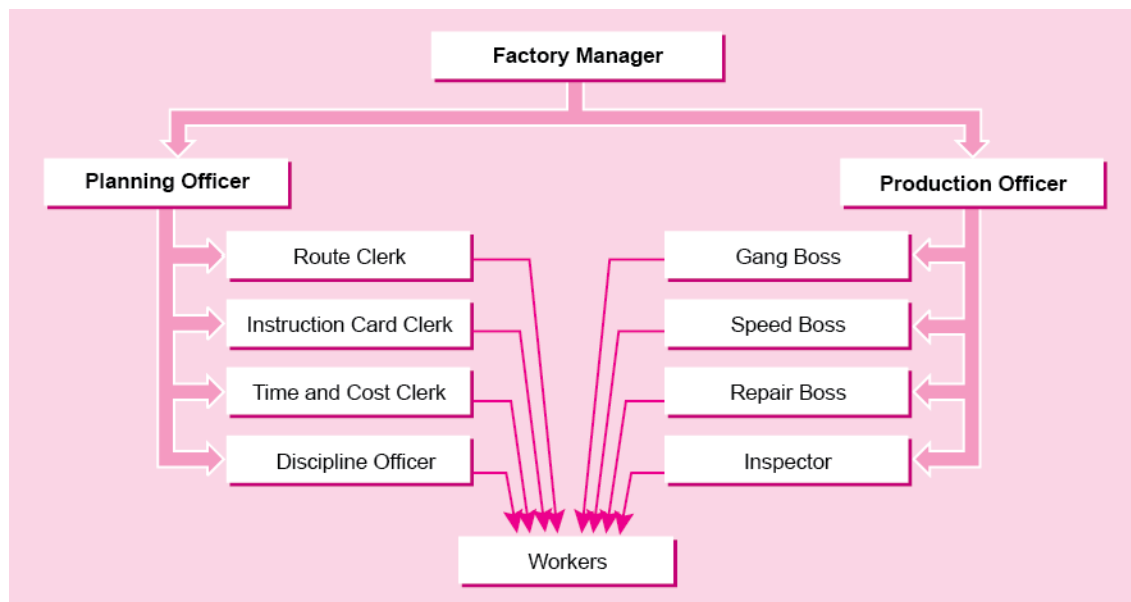 Factory Manager
Planning Officer
Production Officer
Route Clerk
Gang Boss
Instruction Card Clerk
Speed Boss
Time and Cost Clerk
Repair Boss
Discipline Officer
Inspector
Workers